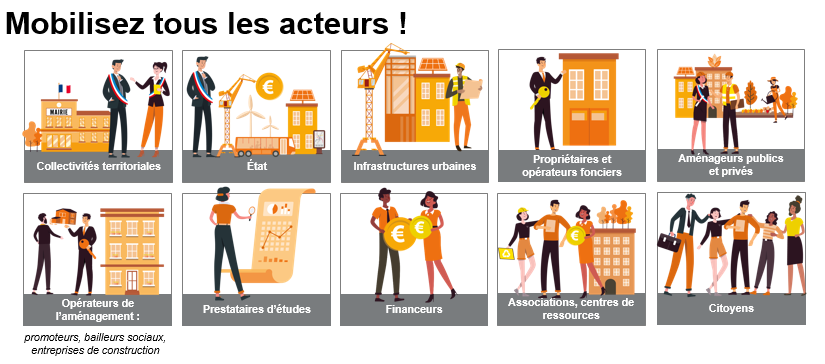 Mobilisez tous les acteurs !
MAIRIE
Collectivités territoriales
État
Infrastructures urbaines
Propriétaires et
opérateurs fonciers
Aménageurs publics
et privés
Opérateurs de
l'aménagement :
promoteurs, bailleurs sociaux,
entreprises de construction
Prestataires d'études
Financeurs
Associations, centres de
ressources
Citoyens